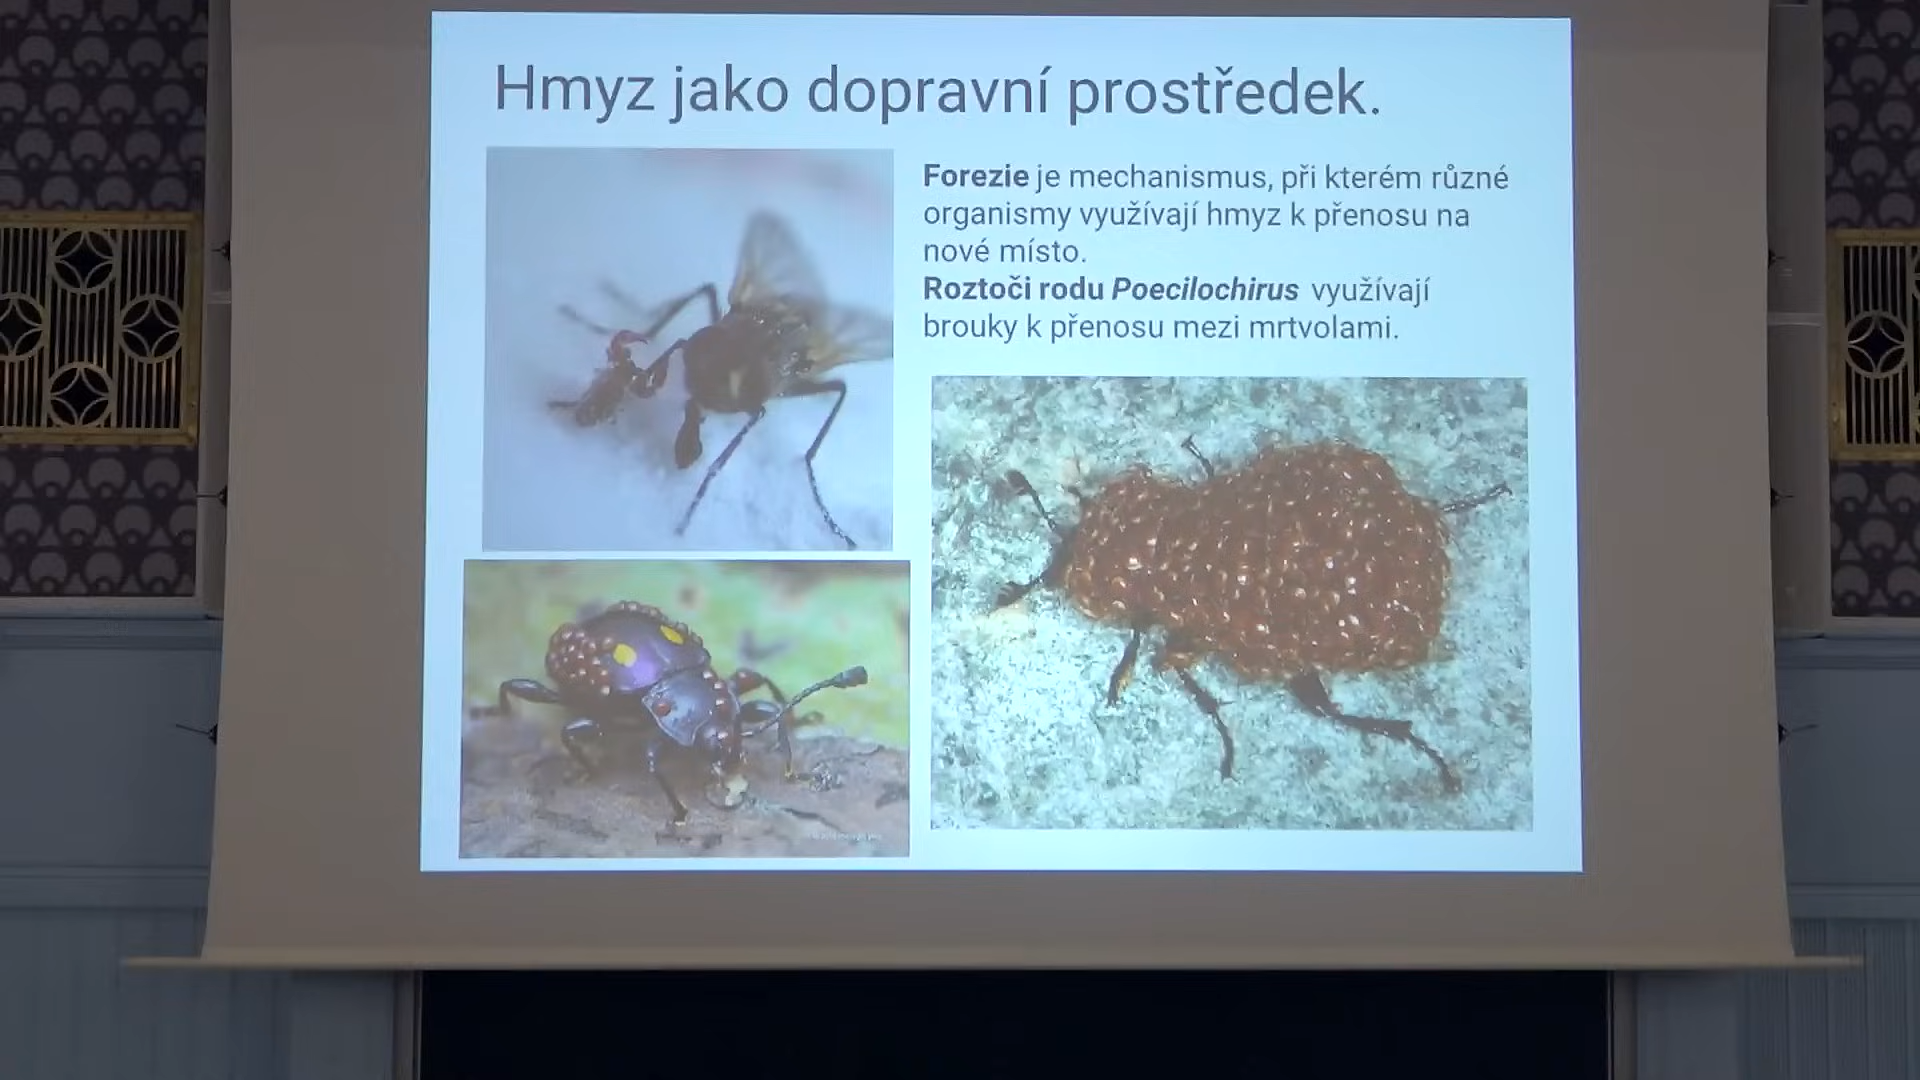 Hmyz jako dopravní prostředek.
Forezie je mechanismus, při kterém různé
organismy využívají hmyz k přenosu na
nové místo.
Roztoči rodu Poecilochirus využívají
brouky k přenosu mezi mrtvolami.